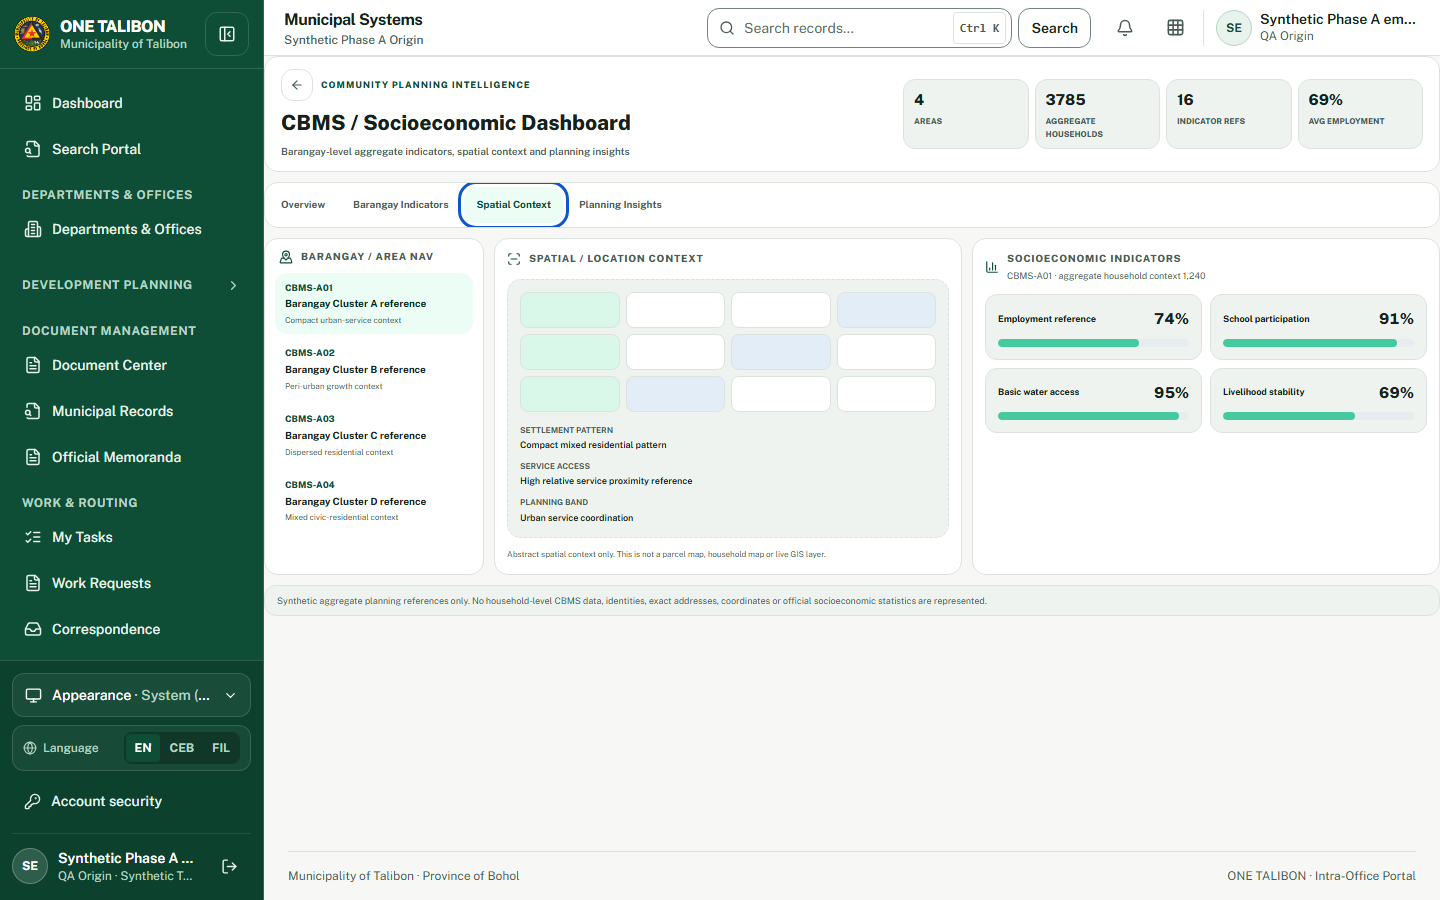 ONE TALIBON
Municipality of Talibon
Dashboard
Search Portal
DEPARTMENTS & OFFICES
Departments & Offices
DEVELOPMENT PLANNING
DOCUMENT MANAGEMENT
Document Center
Municipal Records
Official Memoranda
WORK & ROUTING
My Tasks
Work Requests
Correspondence
Appearance · System (...
Language EN CEB FIL
Account security
SE
Synthetic Phase A ...
QA Origin · Synthetic T...
Municipal Systems
Synthetic Phase A Origin
Search records... Ctrl K
Search
SE
Synthetic Phase A em...
QA Origin
COMMUNITY PLANNING INTELLIGENCE
CBMS / Socioeconomic Dashboard
Barangay-level aggregate indicators, spatial context and planning insights
4
AREAS
3785
AGGREGATE
HOUSEHOLDS
16
INDICATOR REFS
69%
AVG EMPLOYMENT
Overview
Barangay Indicators
Spatial Context
Planning Insights
BARANGAY / AREA NAV
CBMS-A01
Barangay Cluster A reference
Compact urban-service context
CBMS-A02
Barangay Cluster B reference
Peri-urban growth context
CBMS-A03
Barangay Cluster C reference
Dispersed residential context
CBMS-A04
Barangay Cluster D reference
Mixed civic-residential context
SPATIAL / LOCATION CONTEXT
SETTLEMENT PATTERN
Compact mixed residential pattern
SERVICE ACCESS
High relative service proximity reference
PLANNING BAND
Urban service coordination
Abstract spatial context only. This is not a parcel map, household map or live GIS layer.
SOCIOECONOMIC INDICATORS
CBMS-A01 · aggregate household context 1,240
Employment reference 74%
School participation 91%
Basic water access 95%
Livelihood stability 69%
Synthetic aggregate planning references only. No household-level CBMS data, identities, exact addresses, coordinates or official socioeconomic statistics are represented.
Municipality of Talibon · Province of Bohol
ONE TALIBON · Intra-Office Portal